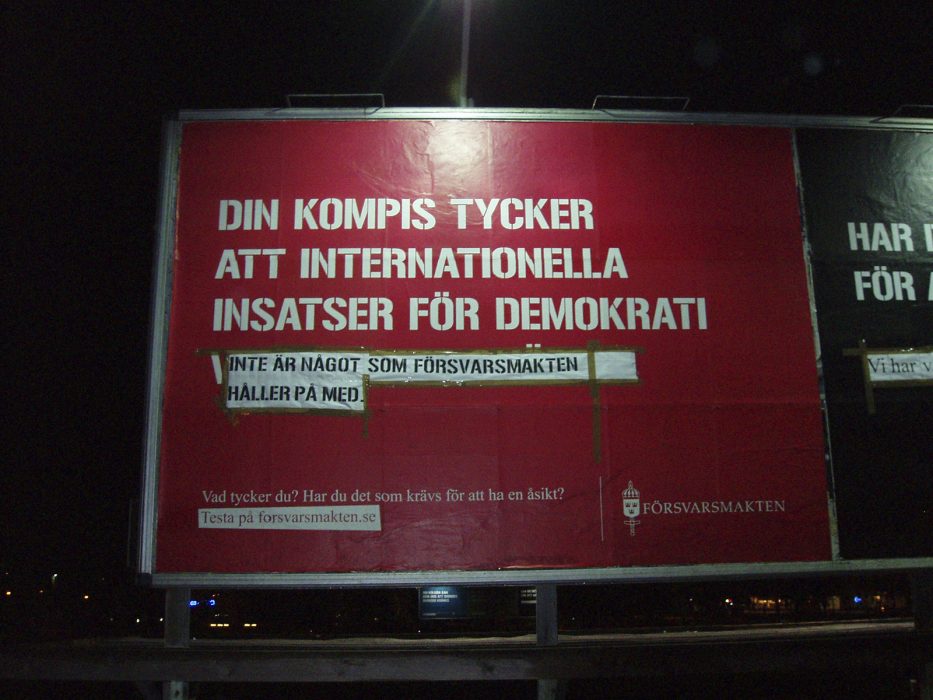 DIN KOMPIS TYCKER
ATT INTERNATIONELLA
INSATSER FÖR DEMOKRATI
INTE ÄR NÅGOT SOM FÖRSVARSMAKTEN
HÅLLER PÅ MED.
Vad tycker du? Har du det som krävs för att ha en åsikt?
Testa på forsvarsmakten.se
FÖRSVARSMAKTEN
HAR
FÖR
Vi har